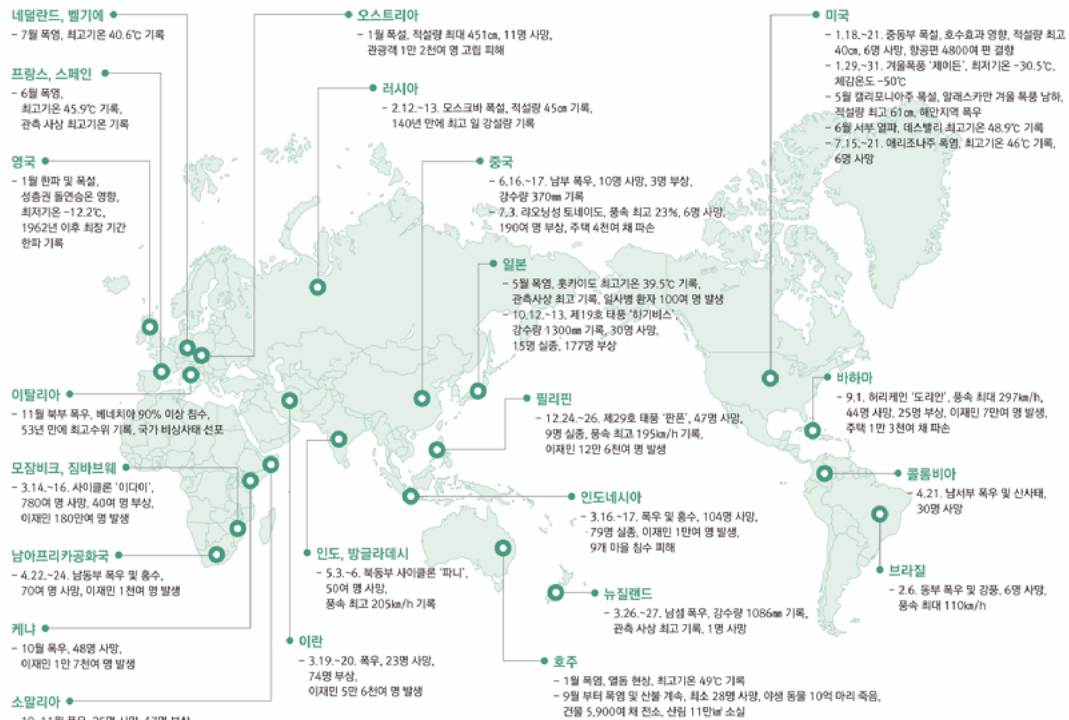 네덜란드, 벨기에
- 7월 폭염, 최고기온 40.6℃ 기록
프랑스, 스페인
- 6월 폭염,
최고기온 45.9℃ 기록,
관측 사상 최고기온 기록
영국
- 1월 한파 및 폭설,
성층권 돌연승온 영향,
최저기온 -12.2℃,
1962년 이후 최장 기간
한파 기록
이탈리아
- 11월 북부 폭우, 베네치아 90% 이상 침수,
53년 만에 최고수위 기록, 국가 비상사태 선포
모잠비크, 짐바브웨
- 3.14.~16. 사이클론 '이다이',
780여 명 사망, 40여 명 부상,
이재민 180만여 명 발생
남아프리카공화국
- 4.22.~24. 남동부 폭우 및 홍수,
70여 명 사망, 이재민 1천여 명 발생
케냐
- 10월 폭우, 48명 사망,
이재민 1만 7천여 명 발생
소말리아
오스트리아
- 1월 폭설, 적설량 최대 451㎝, 11명 사망,
관광객 1만 2천여 명 고립 피해
러시아
- 2.12.~13. 모스크바 폭설, 적설량 45㎝ 기록,
140년 만에 최고 일 강설량 기록
중국
- 6.16.~17. 남부 폭우, 10명 사망, 3명 부상,
강수량 370㎜ 기록
- 7.3. 랴오닝성 토네이도, 풍속 최고 23㎧, 6명 사망,
190여 명 부상, 주택 4천여 채 파손
일본
- 5월 폭염, 홋카이도 최고기온 39.5℃ 기록,
관측사상 최고 기록, 일사병 환자 100여 명 발생
- 10.12.~13. 제19호 태풍 '하기비스',
강수량 1300㎜ 기록, 30명 사망,
15명 실종, 177명 부상
필리핀
- 12.24.~26. 제29호 태풍 '판폰', 47명 사망,
9명 실종, 풍속 최고 195㎞/h 기록,
이재민 12만 6천여 명 발생
인도네시아
- 3.16.~17. 폭우 및 홍수, 104명 사망,
79명 실종, 이재민 1만여 명 발생,
9개 마을 침수 피해
인도, 방글라데시
- 5.3.~6. 북동부 사이클론 '파니',
50여 명 사망,
풍속 최고 205㎞/h 기록
이란
- 3.19.~20. 폭우, 23명 사망,
74명 부상,
이재민 5만 6천여 명 발생
뉴질랜드
- 3.26.~27. 남섬 폭우, 강수량 1086㎜ 기록,
관측 사상 최고 기록, 1명 사망
호주
- 1월 폭염, 열돔 현상, 최고기온 49℃ 기록
- 9월 부터 폭염 및 산불 계속, 최소 28명 사망, 야생 동물 10억 마리 죽음,
건물 5,900여 채 전소, 산림 11만㎢ 소실
미국
- 1.18.~21. 중동부 폭설, 호수효과 영향, 적설량 최고
40㎝, 6명 사망, 항공편 4800여 편 결항
- 1.29.~31. 겨울폭풍 '제이든', 최저기온 -30.5℃,
체감온도 -50℃
- 5월 캘리포니아주 폭설, 알래스카만 겨울 폭풍 남하,
적설량 최고 61㎝, 해안지역 폭우
- 6월 서부 열파, 데스밸리 최고기온 48.9℃ 기록
- 7.15.~21. 애리조나주 폭염, 최고기온 46℃ 기록,
6명 사망
바하마
- 9.1. 허리케인 '도리안', 풍속 최대 297㎞/h,
44명 사망, 25명 부상, 이재민 7만여 명 발생,
주택 1만 3천여 채 파손
콜롬비아
- 4.21. 남서부 폭우 및 산사태,
30명 사망
브라질
- 2.6. 동부 폭우 및 강풍, 6명 사망,
풍속 최대 110㎞/h